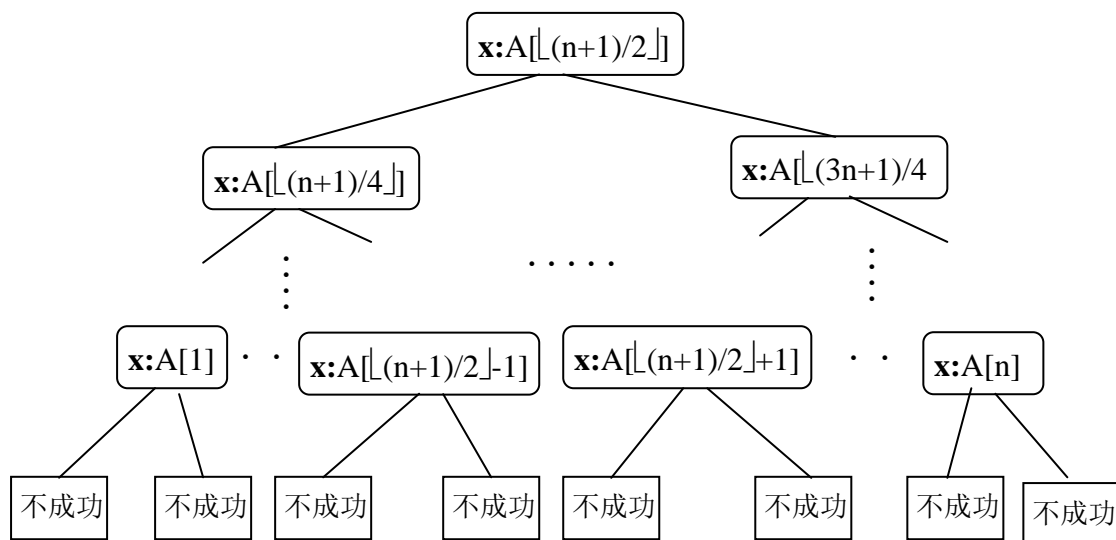 x:A[⌊(n+1)/2⌋]
x:A[⌊(n+1)/4⌋]
x:A[⌊(3n+1)/4
· · · · ·
x:A[1]
· ·
x:A[⌊(n+1)/2⌋-1]
x:A[⌊(n+1)/2⌋+1]
· ·
x:A[n]
不成功
不成功
不成功
不成功
不成功
不成功
不成功
不成功